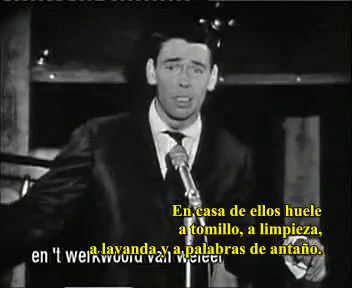 En casa de ellos huele
a tomillo, a limpieza,
a lavanda y a palabras de antaño.
en 't werkwoord van weleer